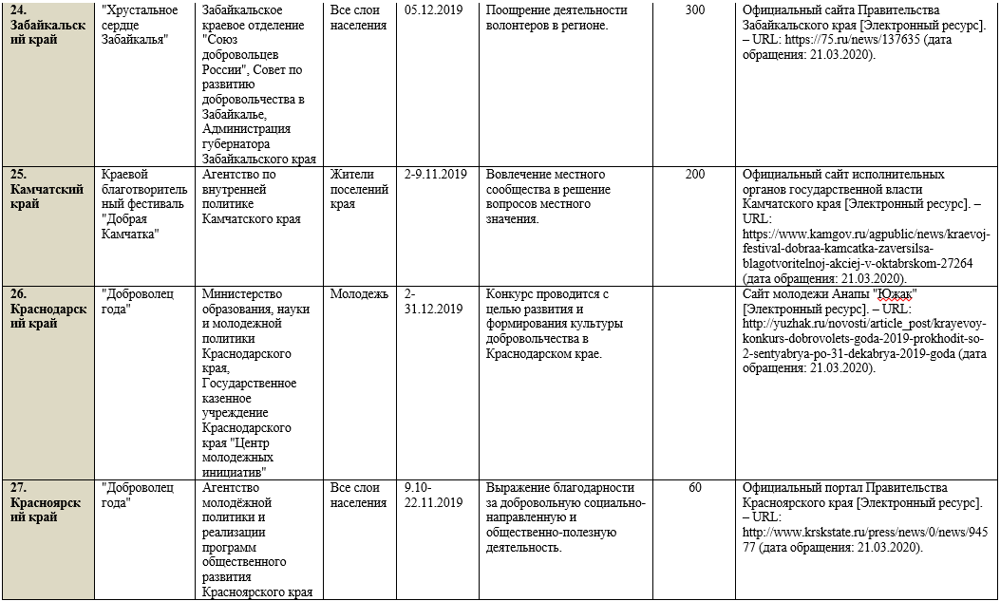 24.
Забайкальск
ий край
"Хрустальное
сердце
Забайкалья"
Забайкальское
краевое отделение
"Союз
добровольцев
России", Совет по
развитию
добровольчества в
Забайкалье,
Администрация
губернатора
Забайкальского края
Все слои
населения
05.12.2019
Поощрение деятельности
волонтеров в регионе.
300
Официальный сайта Правительства
Забайкальского края [Электронный ресурс].
– URL: https://75.ru/news/137635 (дата
обращения: 21.03.2020).
25.
Камчатский
край
Краевой
благотворитель
ный фестиваль
"Добрая
Камчатка"
Агентство по
внутренней
политике
Камчатского края
Жители
поселений
края
2-9.11.2019
Вовлечение местного
сообщества в решение
вопросов местного
значения.
200
Официальный сайт исполнительных
органов государственной власти
Камчатского края [Электронный ресурс]. –
URL:
https://www.kamgov.ru/agpublic/news/kraevoj-
festival-dobraa-kamcatka-zaversilsa-
blagotvoritelnoj-akciej-v-oktabrskom-27264
(дата обращения: 21.03.2020).
26.
Краснодарск
ий край
"Доброволец
года"
Министерство
образования, науки
и молодежной
политики
Краснодарского
края,
Государственное
казенное
учреждение
Краснодарского
края "Центр
молодежных
инициатив"
Молодежь
2-
31.12.2019
Конкурс проводится с
целью развития и
формирования культуры
добровольчества в
Краснодарском крае.
Сайт молодежи Анапы "Южак"
[Электронный ресурс]. – URL:
http://yuzhak.ru/novosti/article_post/krayevoy-
konkurs-dobrovolets-goda-2019-prokhodit-so-
2-sentyabrya-po-31-dekabrya-2019-goda (дата
обращения: 21.03.2020).
27.
Красноярск
ий край
"Доброволец
года"
Агентство
молодёжной
политики и
реализации
программ
общественного
развития
Красноярского края
Все слои
населения
9.10-
22.11.2019
Выражение благодарности
за добровольную социально-
направленную и
общественно-полезную
деятельность.
60
Официальный портал Правительства
Красноярского края [Электронный ресурс].
– URL:
http://www.krskstate.ru/press/news/0/news/945
77 (дата обращения: 21.03.2020).